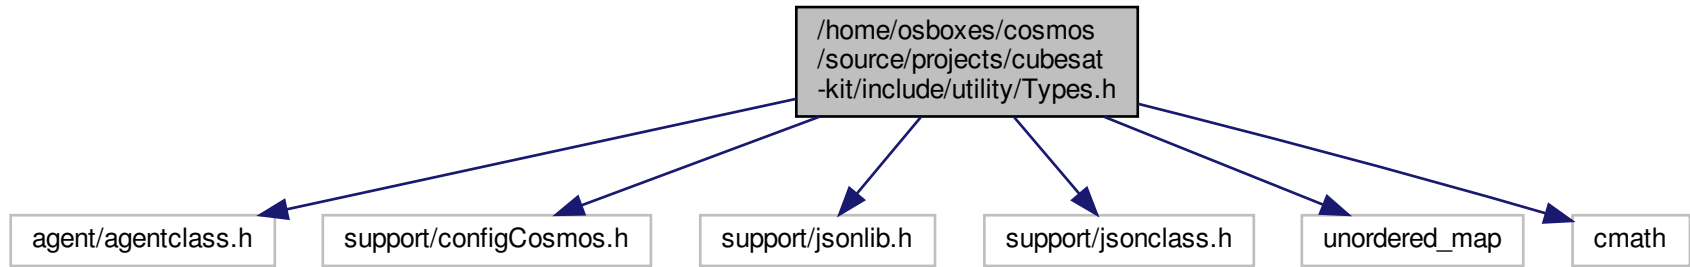 /home/osboxes/cosmos
/source/projects/cubesat
-kit/include/utility/Types.h
agent/agentclass.h
support/configCosmos.h
support/jsonlib.h
support/jsonclass.h
unordered_map
cmath